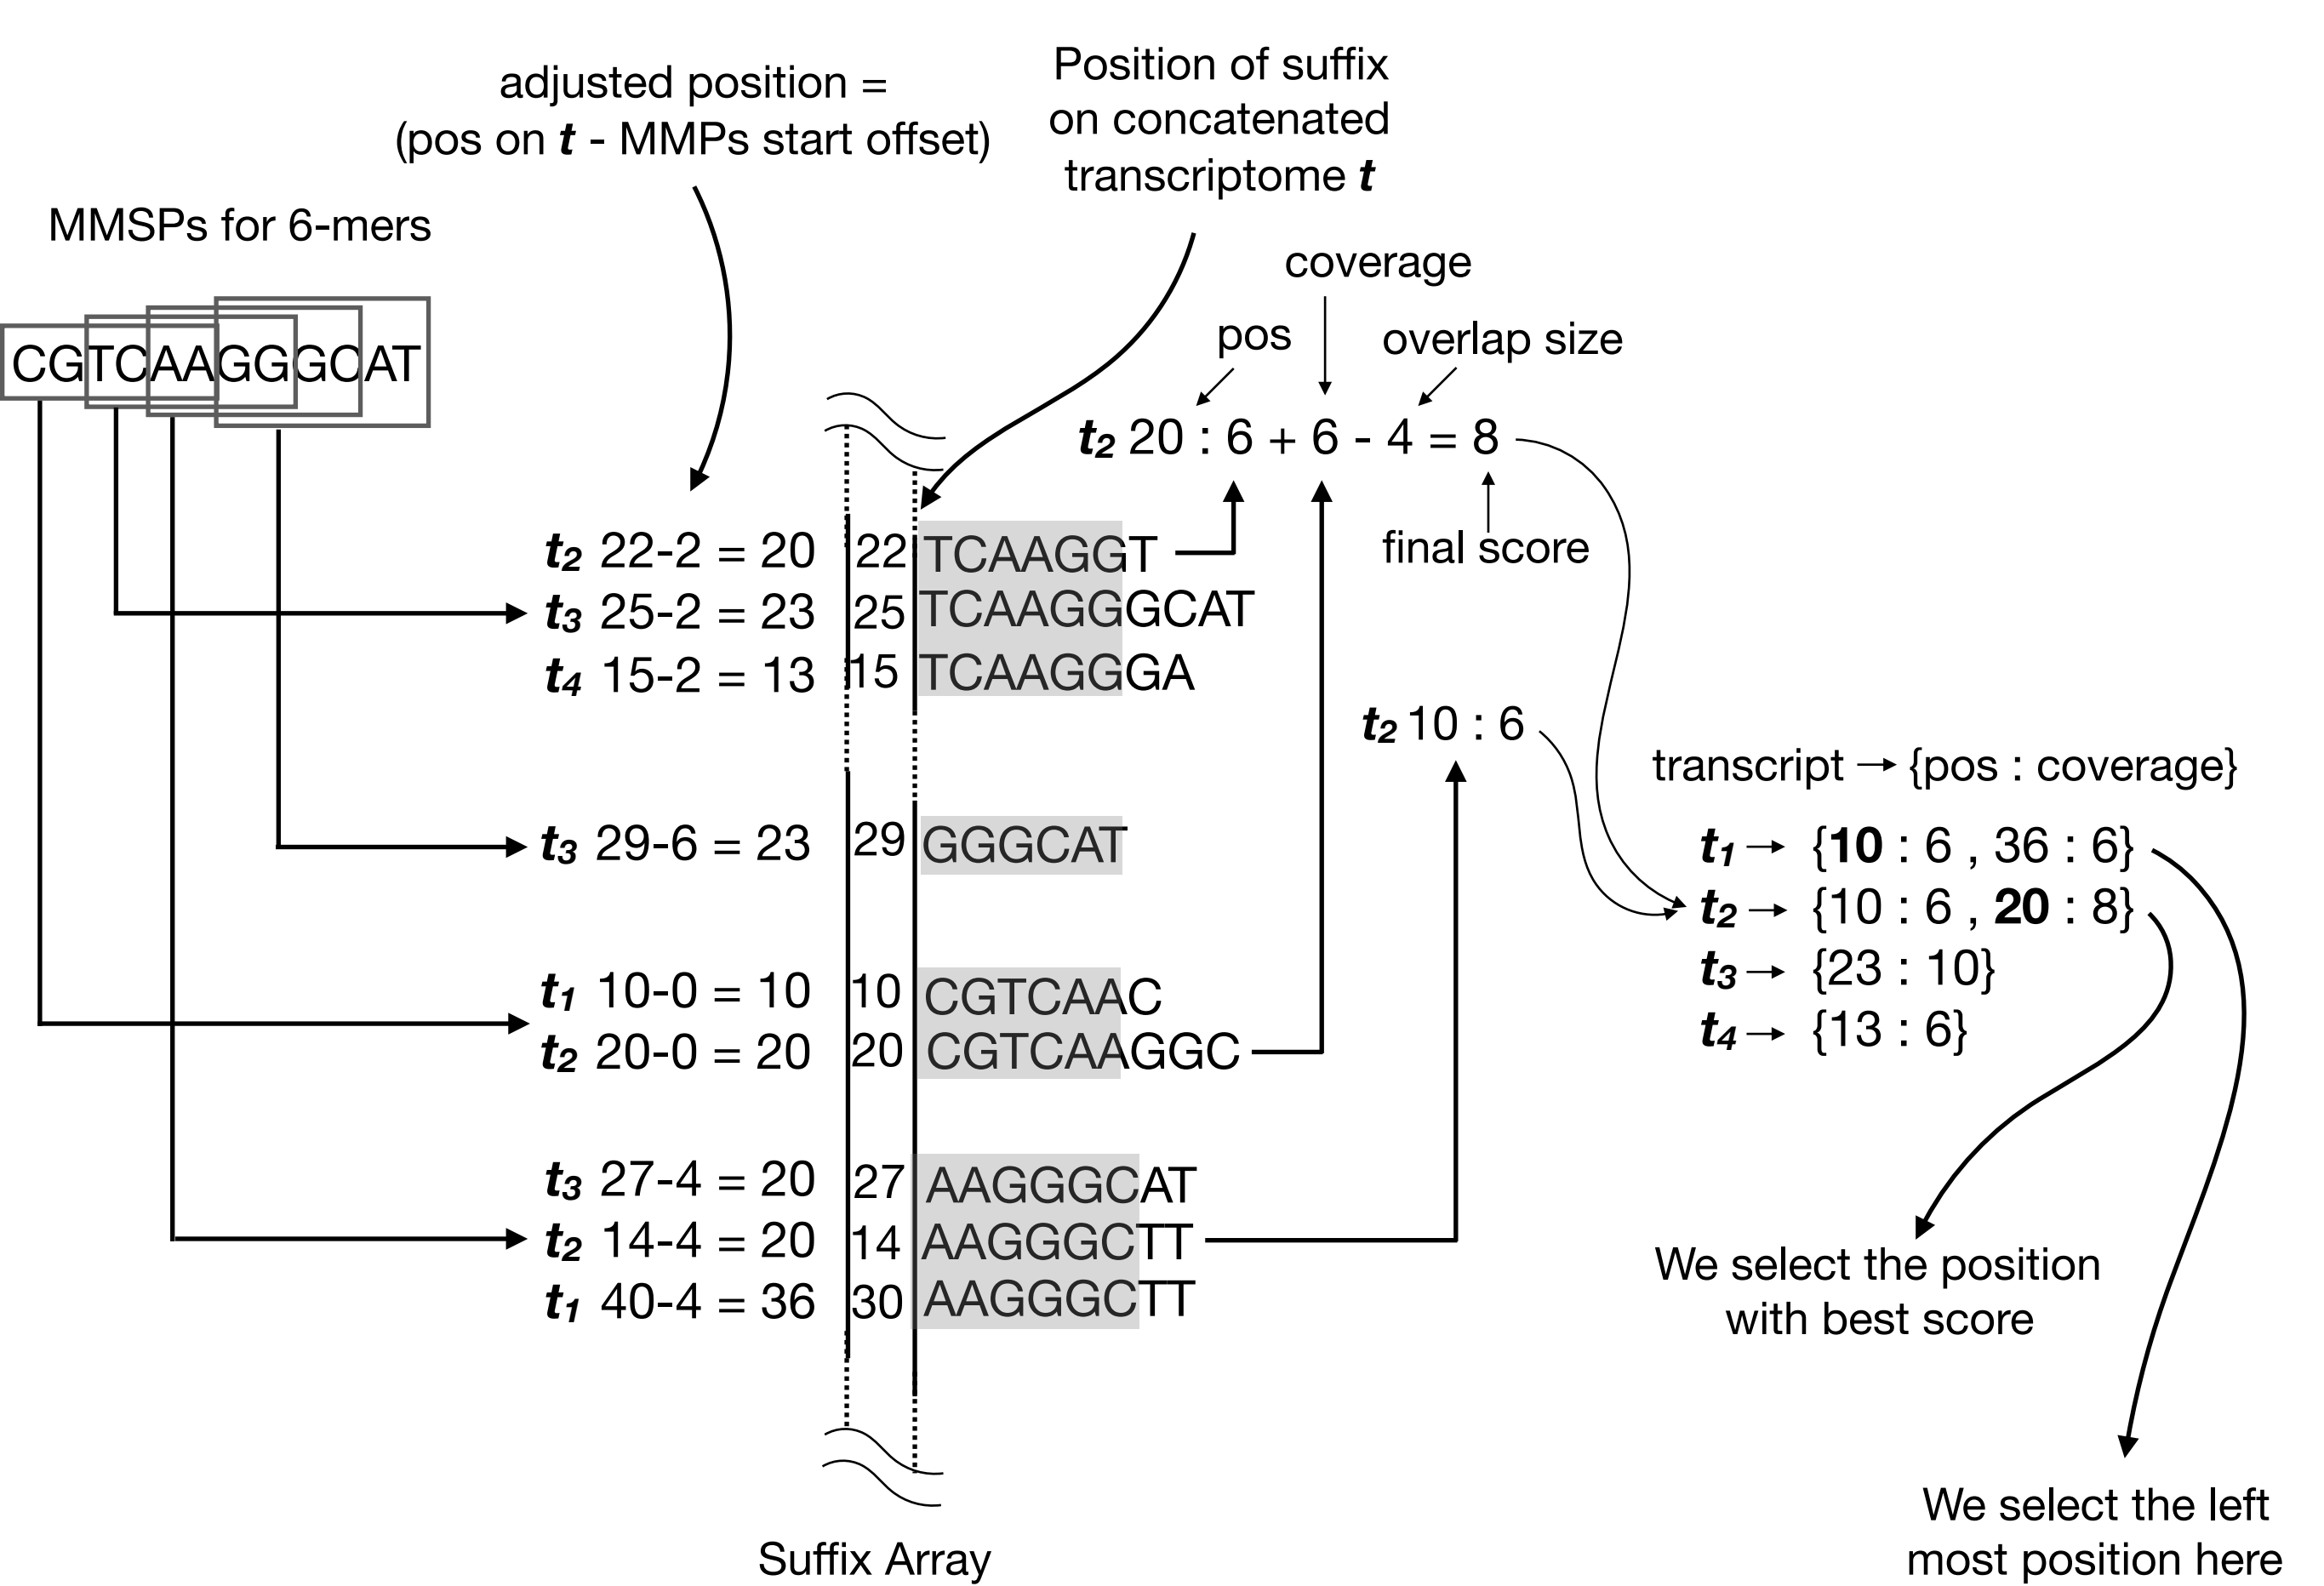 adjusted position =
(pos on t - MMPs start offset)
Position of suffix
on concatenated
transcriptome t
MMSPs for 6-mers
CGTCAAGGGCAT
coverage
pos
overlap size
t2 20 : 6 + 6 - 4 = 8
final score
t2 22-2 = 20 22 TCAAGGT
t3 25-2 = 23 25 TCAAGGGCAT
t4 15-2 = 13 15 TCAAGGGA
t2 10 : 6
t3 29-6 = 23 29 GGGCAT
t1 10-0 = 10 10 CGTCAAC
t2 20-0 = 20 20 CGTCAAGGC
t3 27-4 = 20 27 AAGGGCAT
t2 14-4 = 20 14 AAGGGCTT
t1 40-4 = 36 30 AAGGGCTT
Suffix Array
transcript → {pos : coverage}
t1 → {10 : 6 , 36 : 6}
t2 → {10 : 6 , 20 : 8}
t3 → {23 : 10}
t4 → {13 : 6}
We select the position
with best score
We select the left
most position here